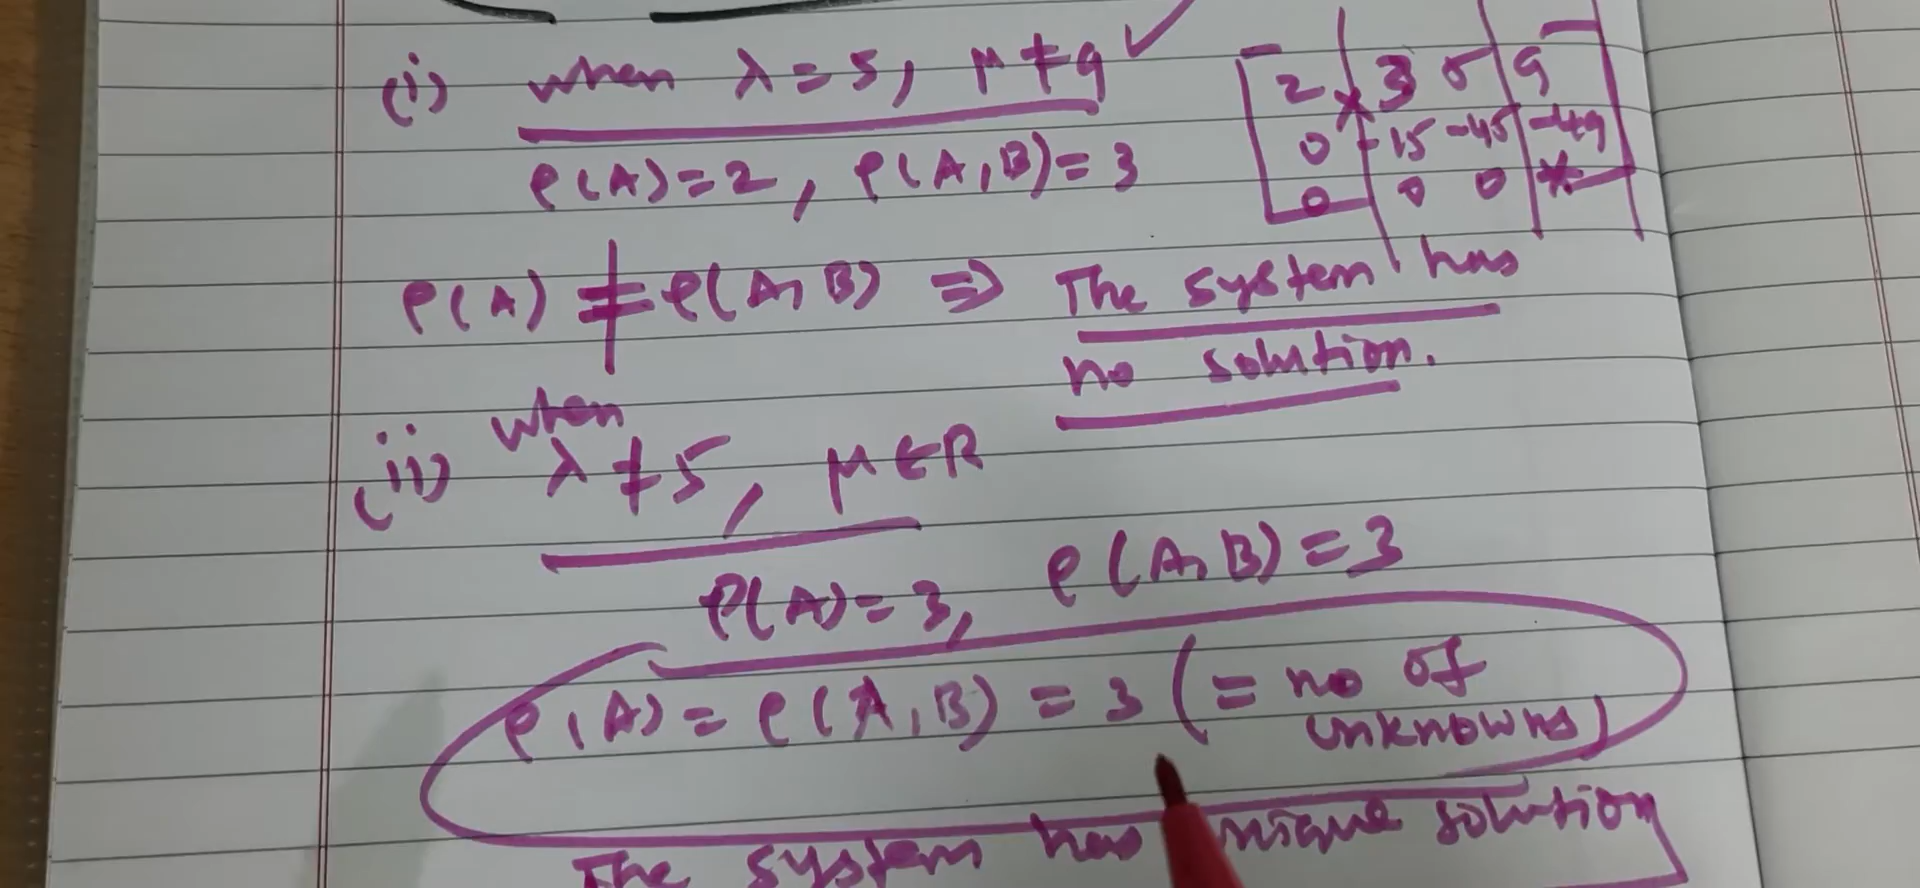 (i) when λ = 5, μ ≠ 9 ✓
2 3 5 9
0 -15 -45 -49
0 0 0 *
ρ(A) = 2, ρ(A, B) = 3
ρ(A) ≠ ρ(A, B) ⇒ The system has
no solution.
(ii) when
λ ≠ 5, μ ∈ R
ρ(A) = 3, ρ(A, B) = 3
ρ(A) = ρ(A, B) = 3 (= no of
unknowns)
The system has unique solution